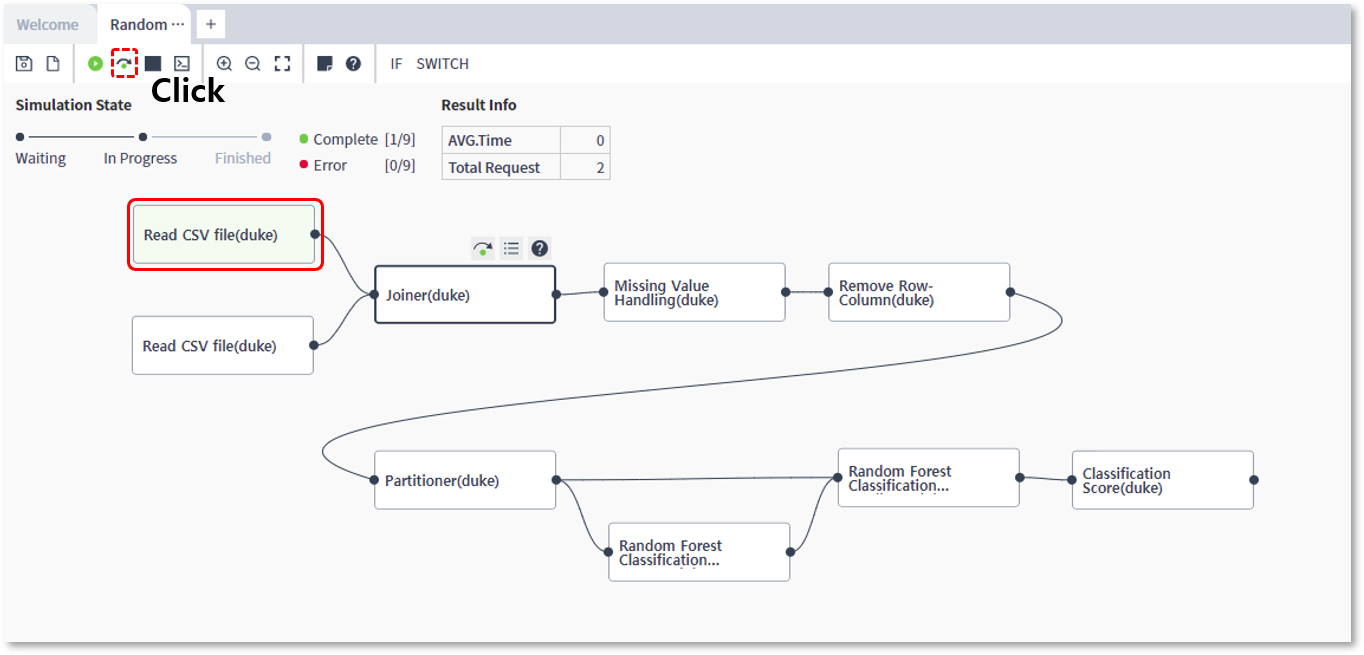 Welcome
Random ···
+
IF SWITCH
Click
Simulation State
Waiting
In Progress
Finished
Complete [1/9]
Error [0/9]
Result Info
AVG.Time 0
Total Request 2
Read CSV file(duke)
Read CSV file(duke)
Joiner(duke)
Missing Value
Handling(duke)
Remove Row-
Column(duke)
Partitioner(duke)
Random Forest
Classification...
Random Forest
Classification...
Classification
Score(duke)